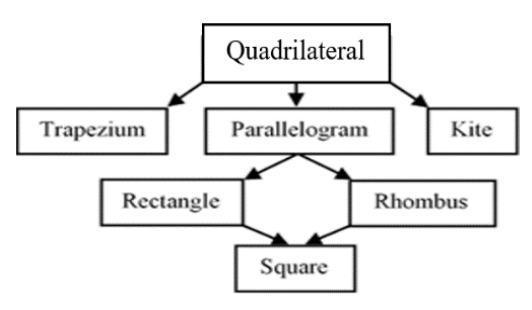 Quadrilateral
Trapezium
Parallelogram
Kite
Rectangle
Rhombus
Square